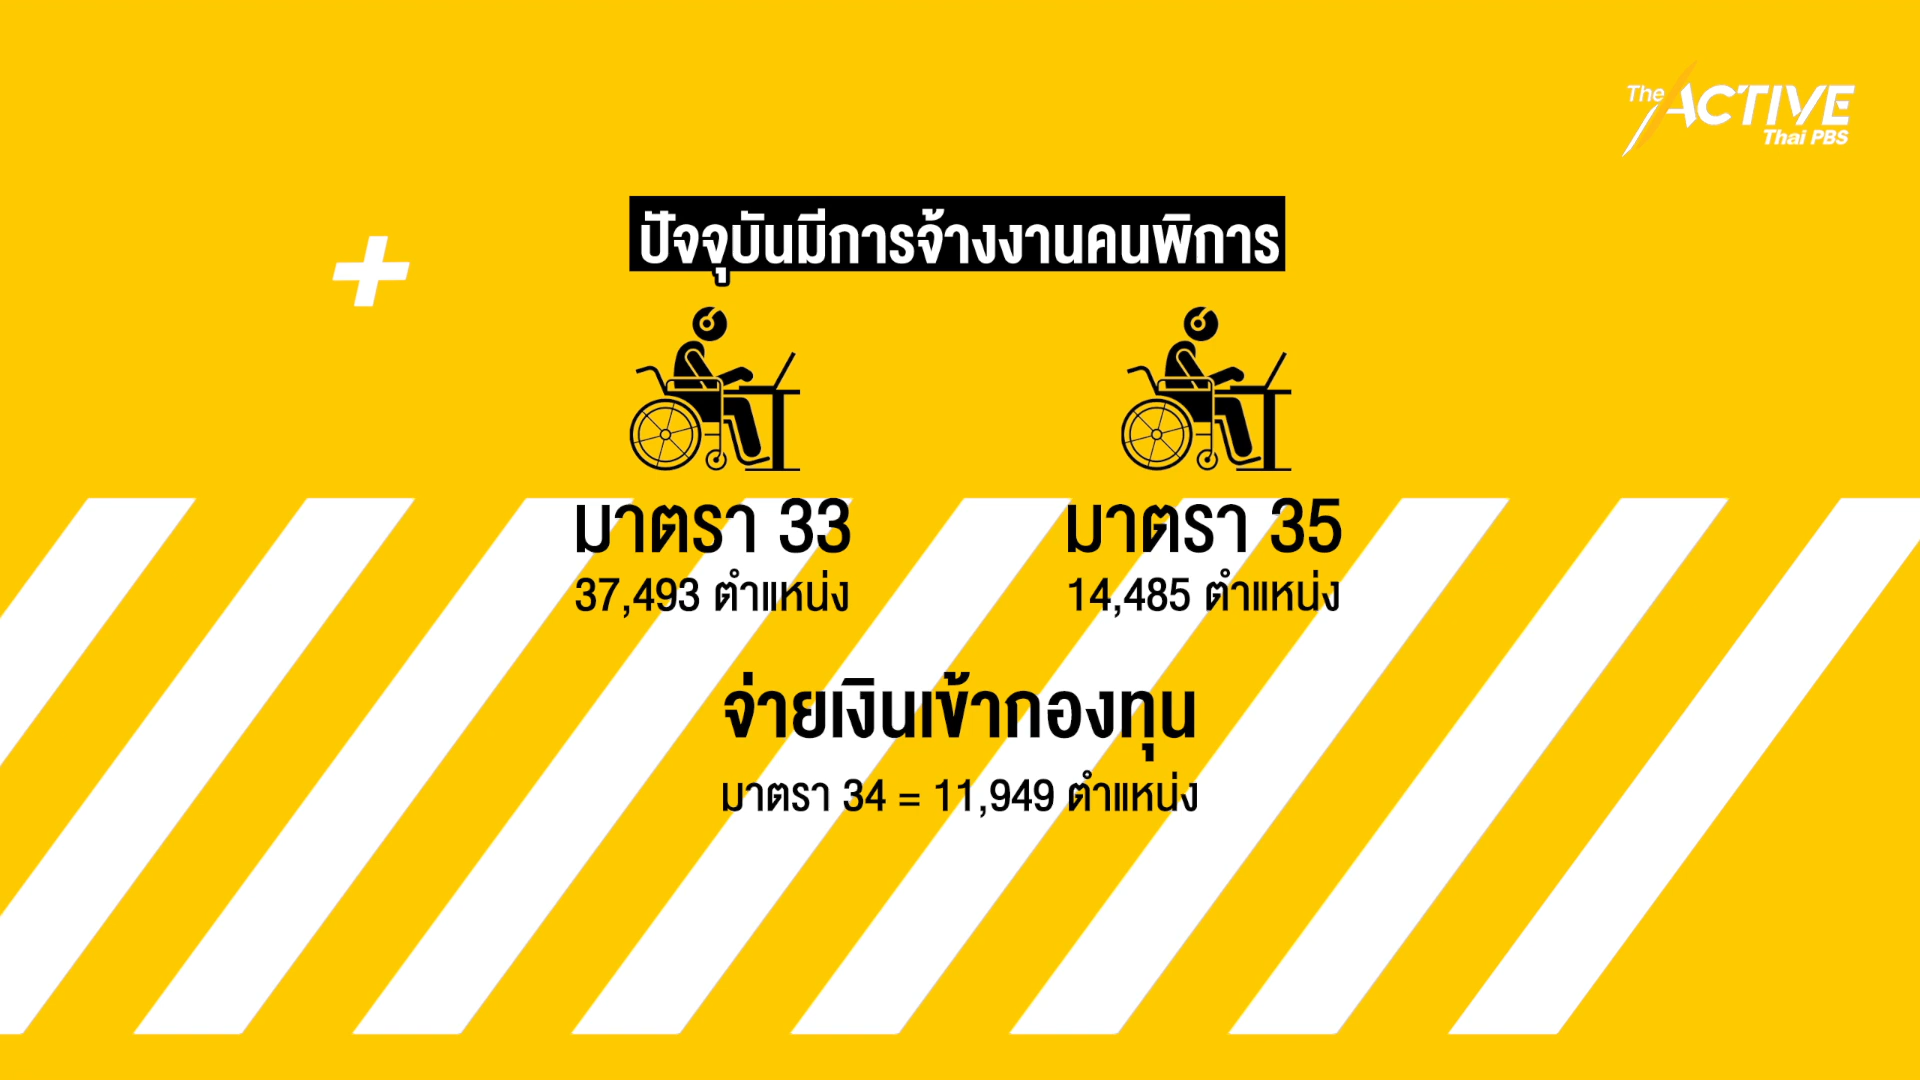 The ACTIVE
Thai PBS
ปัจจุบันมีการจ้างงานคนพิการ
มาตรา 33
37,493 ตำแหน่ง
มาตรา 35
14,485 ตำแหน่ง
จ่ายเงินเข้ากองทุน
มาตรา 34 = 11,949 ตำแหน่ง